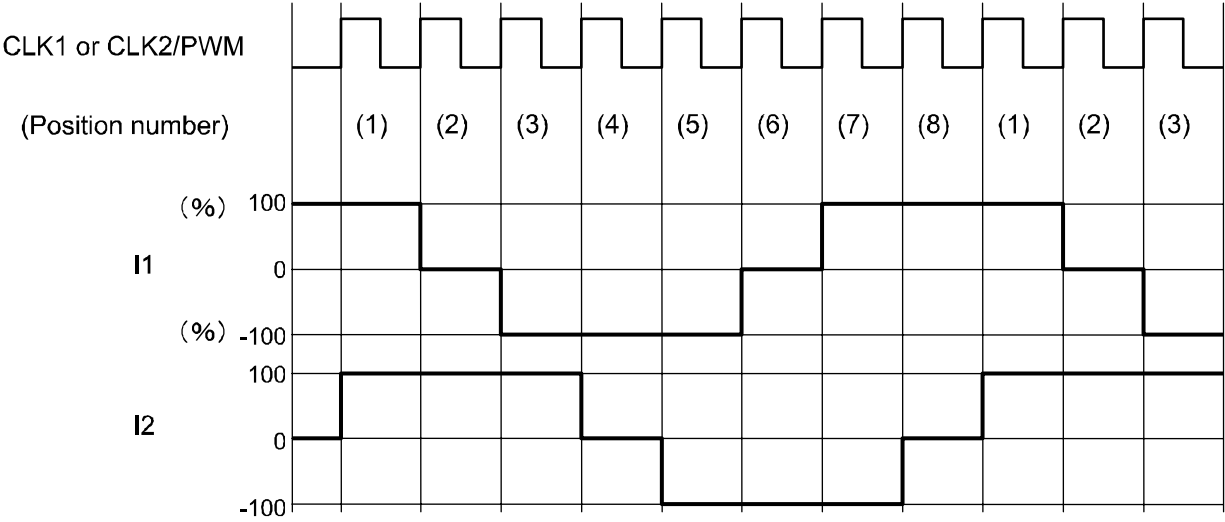 CLK1 or CLK2/PWM
(Position number) (1) (2) (3) (4) (5) (6) (7) (8) (1) (2) (3)
(%) 100
I1 0
(%) -100
100
I2
0
-100